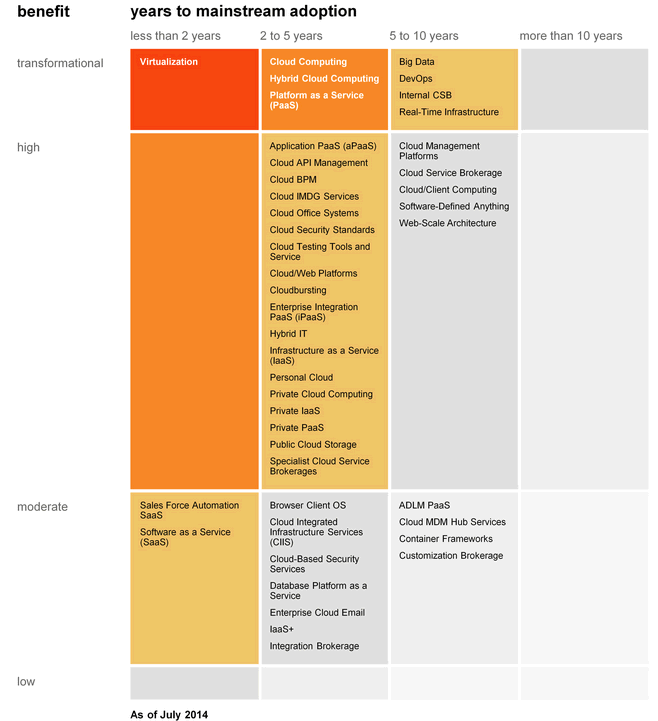 benefit
years to mainstream adoption
less than 2 years
2 to 5 years
5 to 10 years
more than 10 years
transformational
Virtualization
Cloud Computing
Hybrid Cloud Computing
Platform as a Service
(PaaS)
Big Data
DevOps
Internal CSB
Real-Time Infrastructure
high
Application PaaS (aPaaS)
Cloud API Management
Cloud BPM
Cloud IMDG Services
Cloud Office Systems
Cloud Security Standards
Cloud Testing Tools and
Service
Cloud/Web Platforms
Cloudbursting
Enterprise Integration
PaaS (iPaaS)
Hybrid IT
Infrastructure as a Service
(IaaS)
Personal Cloud
Private Cloud Computing
Private IaaS
Private PaaS
Public Cloud Storage
Specialist Cloud Service
Brokerages
Cloud Management
Platforms
Cloud Service Brokerage
Cloud/Client Computing
Software-Defined Anything
Web-Scale Architecture
moderate
Sales Force Automation
SaaS
Software as a Service
(SaaS)
Browser Client OS
Cloud Integrated
Infrastructure Services
(CIIS)
Cloud-Based Security
Services
Database Platform as a
Service
Enterprise Cloud Email
IaaS+
Integration Brokerage
ADLM PaaS
Cloud MDM Hub Services
Container Frameworks
Customization Brokerage
low
As of July 2014